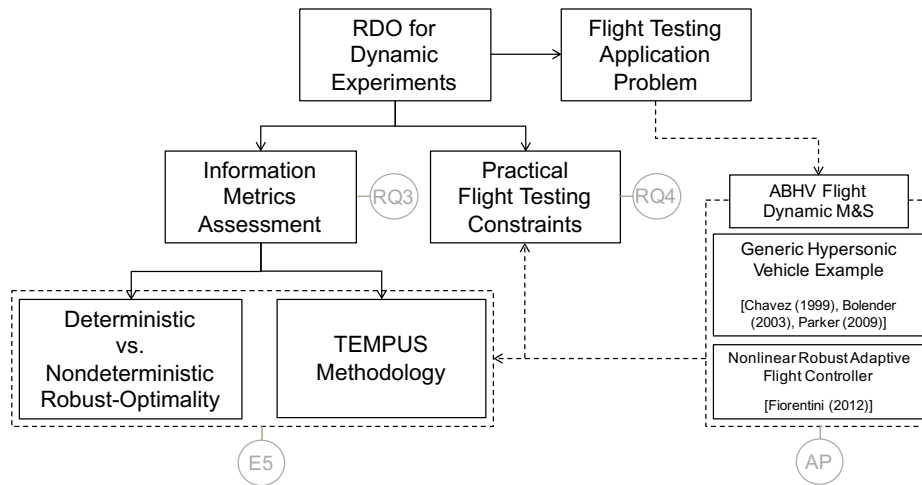 RDO for
Dynamic
Experiments
Flight Testing
Application
Problem
Information
Metrics
Assessment
RQ3
Practical
Flight Testing
Constraints
RQ4
ABHV Flight
Dynamic M&S
Generic Hypersonic
Vehicle Example
[Chavez (1999), Bolender
(2003), Parker (2009)]
Deterministic
vs.
Nondeterministic
Robust-Optimality
TEMPUS
Methodology
Nonlinear Robust Adaptive
Flight Controller
[Fiorentini (2012)]
E5
AP